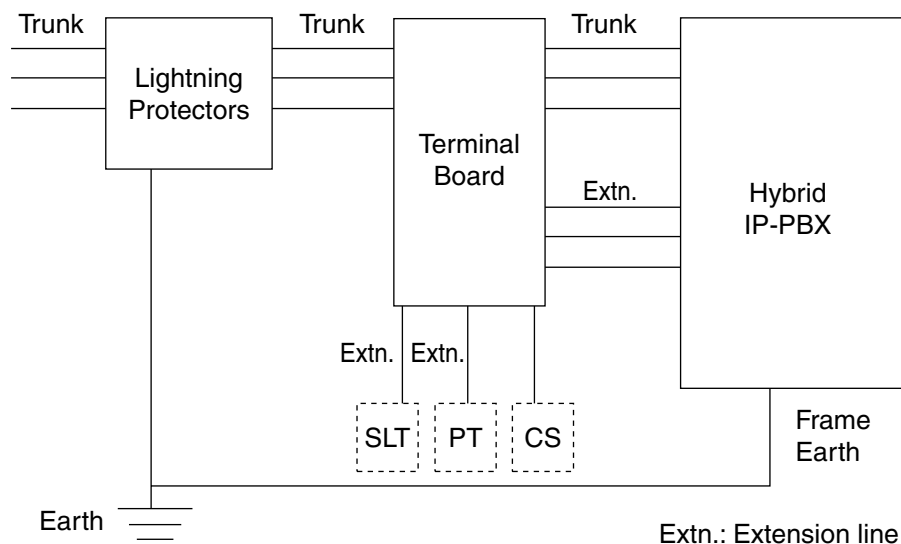 Trunk
Trunk
Trunk
Lightning
Protectors
Terminal
Board
Extn.
Hybrid
IP-PBX
Extn.
Extn.
SLT
PT
CS
Frame
Earth
Earth
Extn.: Extension line